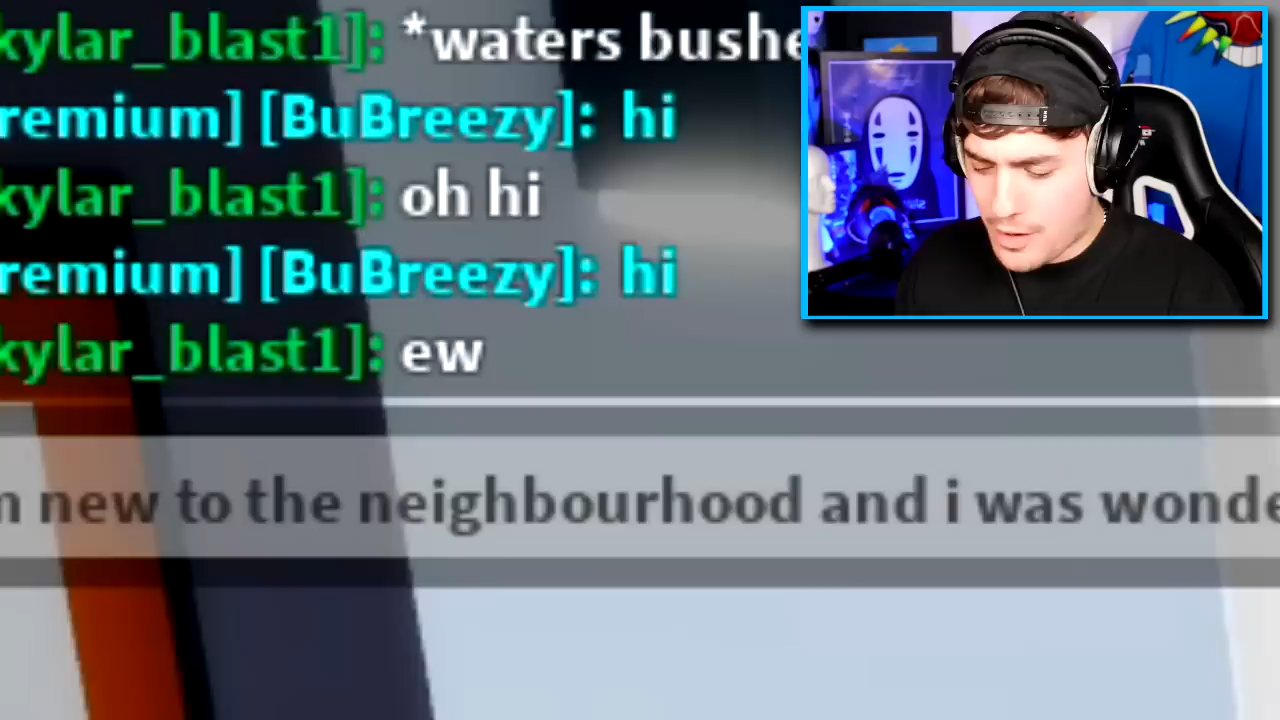 kylar_blast1]: *waters bushe
remium] [BuBreezy]: hi
kylar_blast1]: oh hi
remium] [BuBreezy]: hi
kylar_blast1]: ew
m new to the neighbourhood and i was wonde